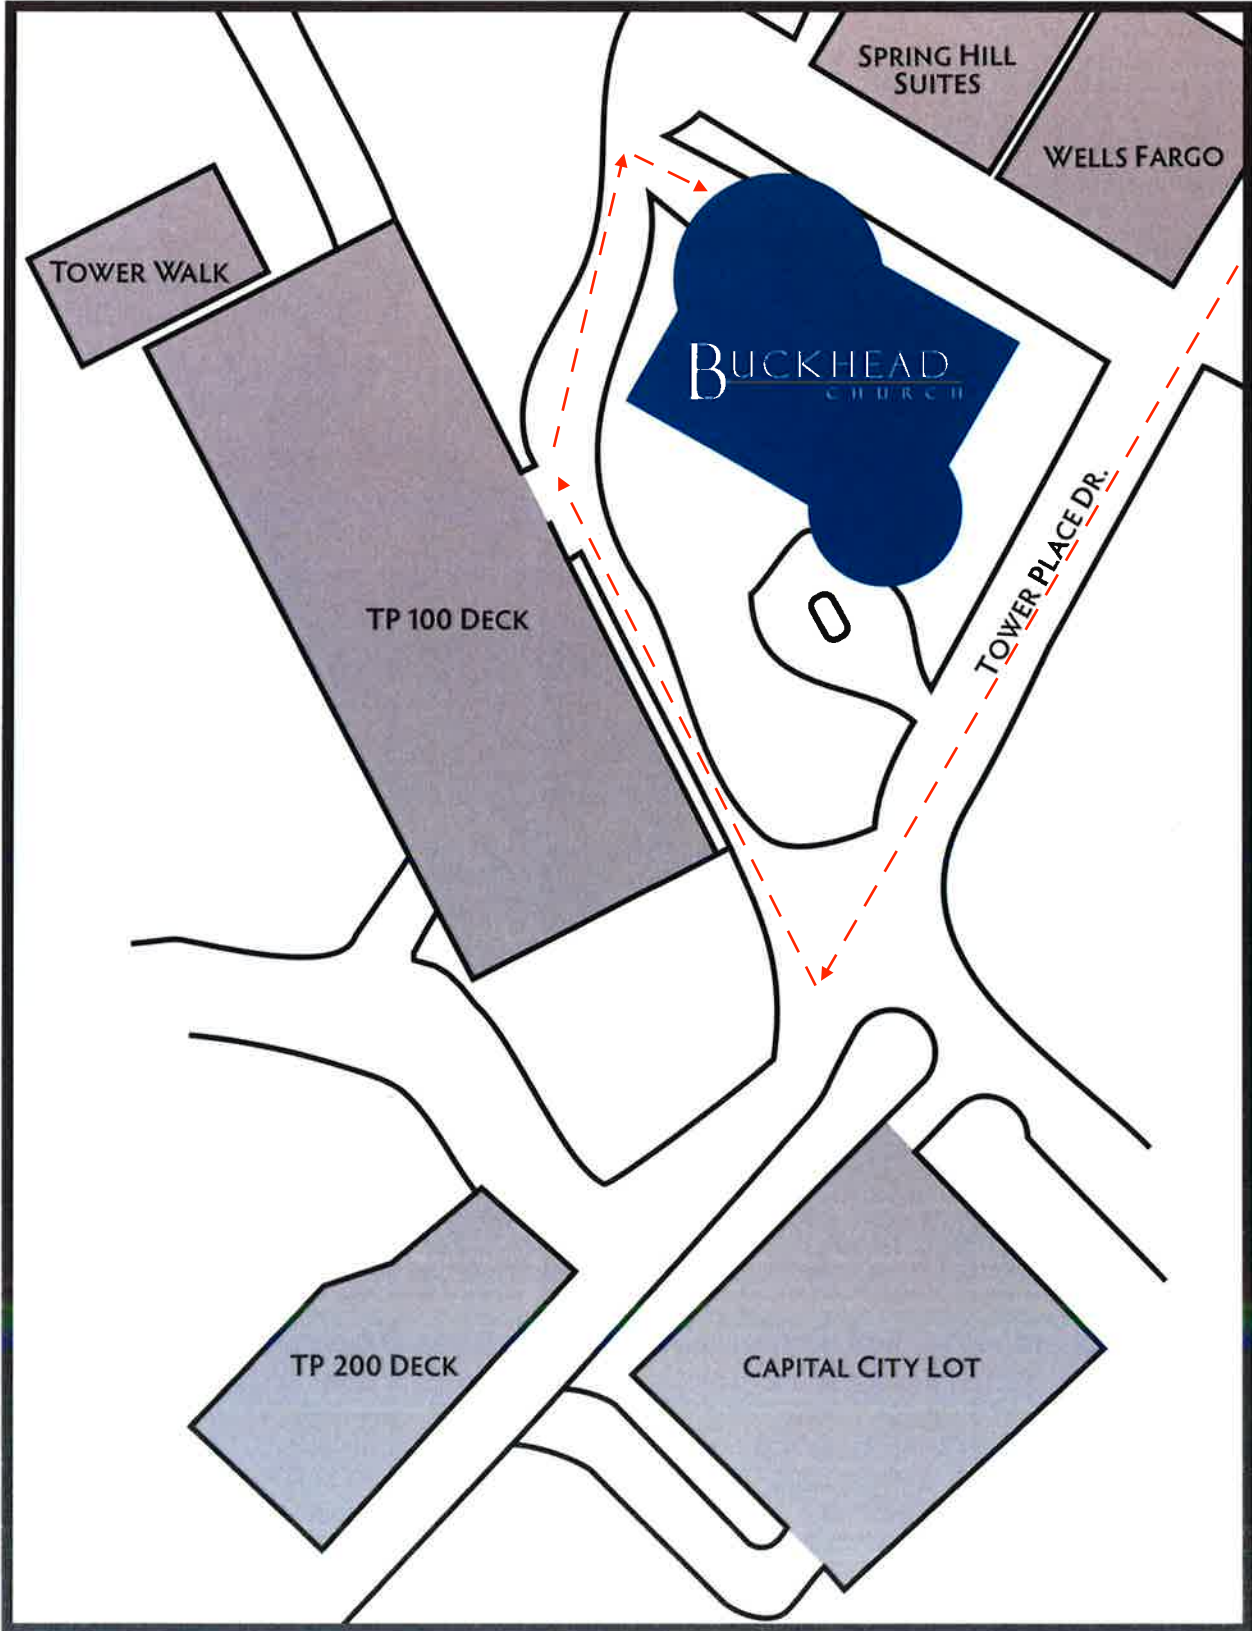 SPRING HILL
SUITES
WELLS FARGO
TOWER WALK
BUCKHEAD
CHURCH
TOWER PLACE DR.
TP 100 DECK
TP 200 DECK
CAPITAL CITY LOT